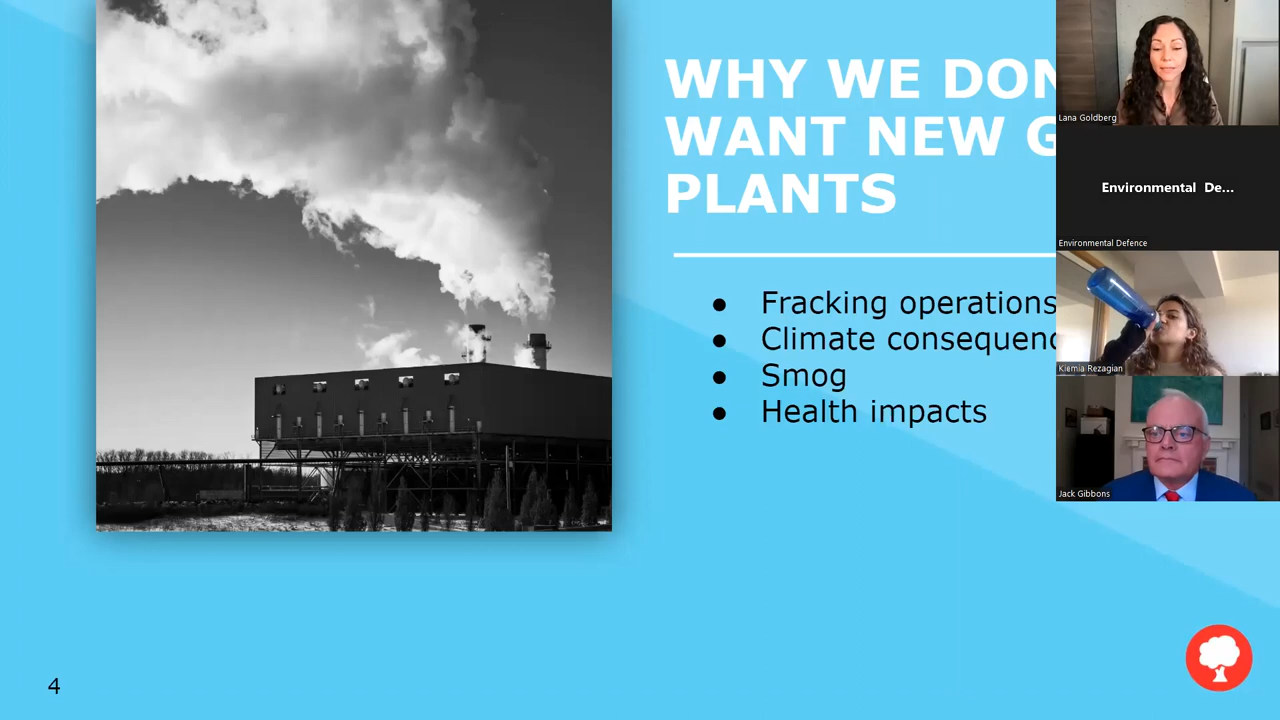 WHY WE DON
WANT NEW G
PLANTS
● Fracking operations
● Climate consequenc
● Smog
● Health impacts
4
Lana Goldberg
Environmental De...
Environmental Defence
Kiemia Rezagian
Jack Gibbons